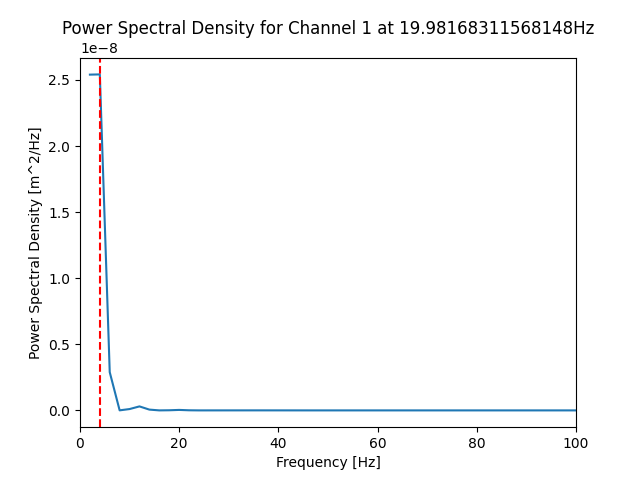 Power Spectral Density for Channel 1 at 19.98168311568148Hz
1e−8
2.5
2.0
1.5
1.0
0.5
0.0
Power Spectral Density [m^2/Hz]
0 20 40 60 80 100
Frequency [Hz]